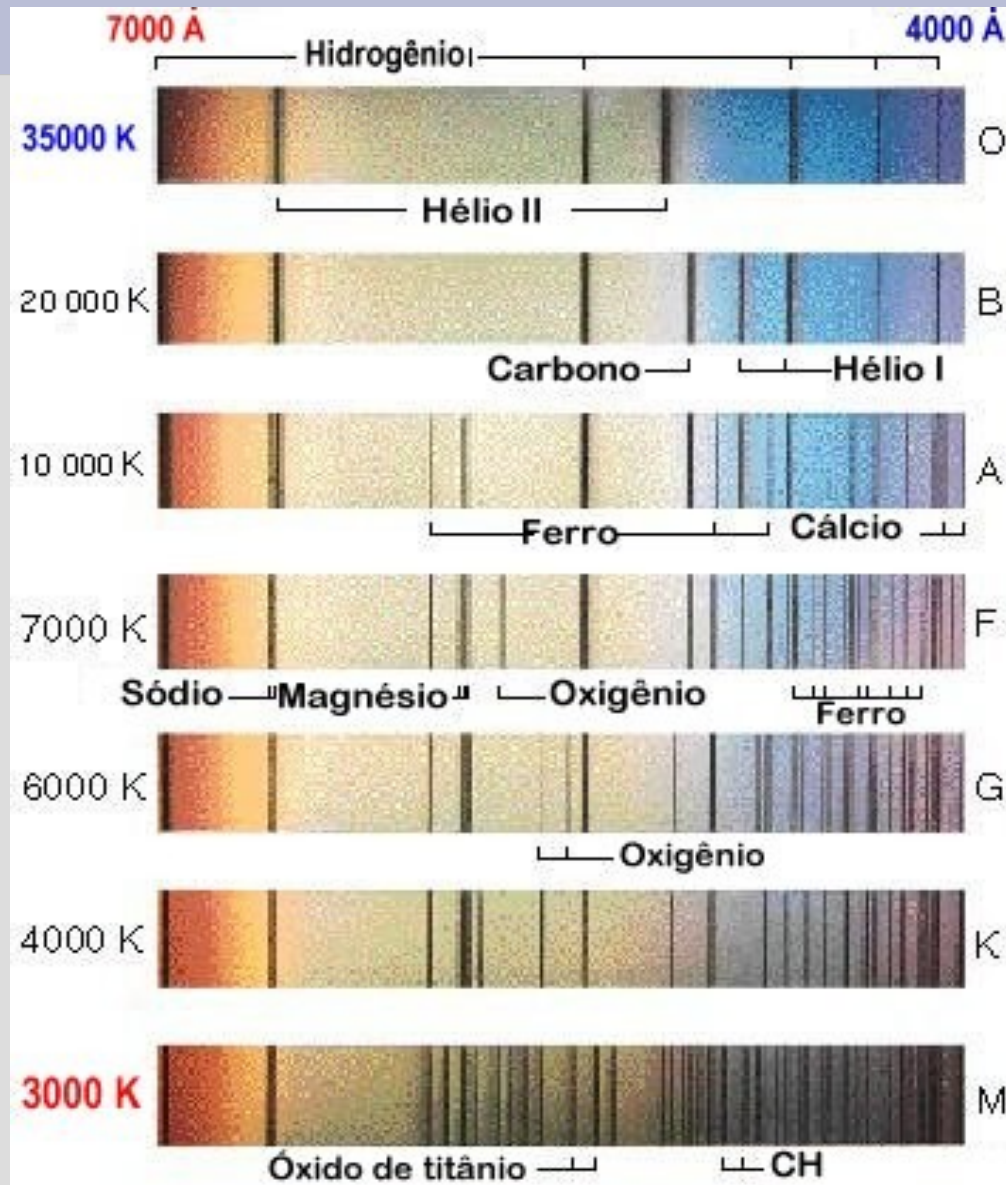 7000 Å
4000 Å
Hidrogênio
35000 K
O
Hélio II
20 000 K
B
Carbono
Hélio I
10 000 K
A
Ferro
Cálcio
7000 K
F
Sódio
Magnésio
Oxigênio
Ferro
6000 K
G
Oxigênio
4000 K
K
3000 K
M
Óxido de titânio
CH